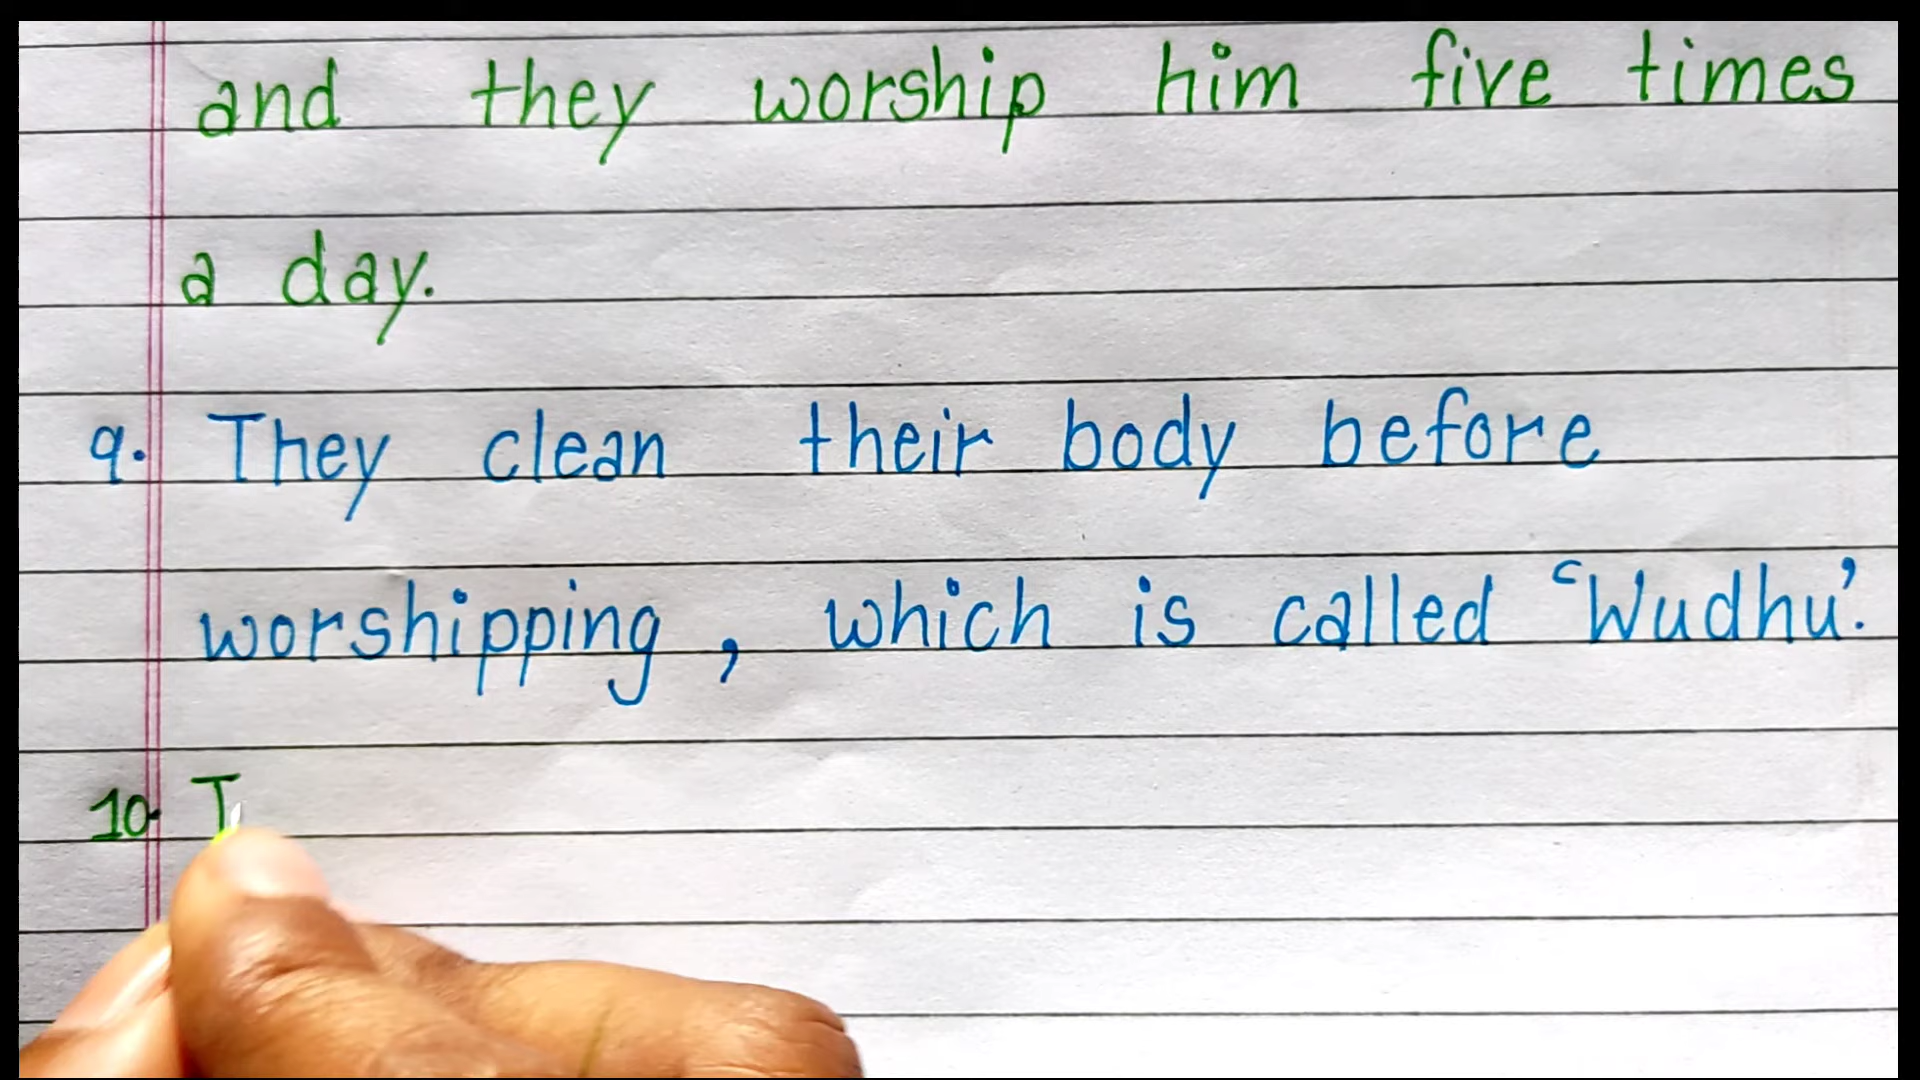 and they worship him five times
a day.
9. They clean their body before
worshipping, which is called ‘Wudhu’.
10. T